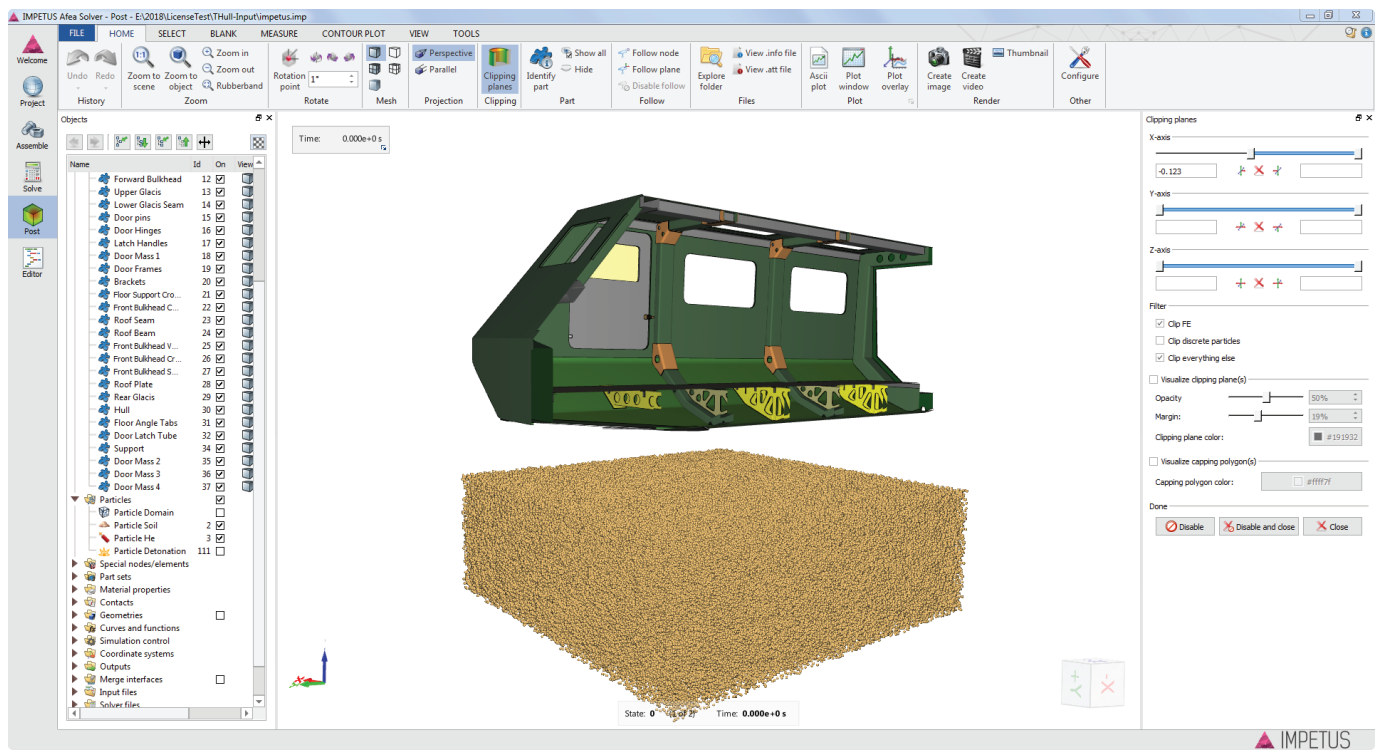 IMPETUS Afea Solver - Post - E:\2018\LicenseTest\THull-Input\impetus.imp
FILE HOME SELECT BLANK MEASURE CONTOUR PLOT VIEW TOOLS
Welcome
Project
Assemble
Solve
Post
Editor
Undo Redo
History
1:1
Zoom to scene
Zoom to object
Zoom in
Zoom out
Rubberband
Zoom
Rotation point
1°
Rotate
Mesh
Perspective
Parallel
Projection
Clipping planes
Clipping
Identify part
Show all
Hide
Part
Follow node
Follow plane
Disable follow
Follow
Explore folder
View .info file
View .att file
Files
Ascii plot
Plot window
Plot overlay
Plot
Create image
Create video
Thumbnail
Render
Configure
Other
Objects
Name Id On View
Forward Bulkhead 12
Upper Glacis 13
Lower Glacis Seam 14
Door pins 15
Door Hinges 16
Latch Handles 17
Door Mass 1 18
Door Frames 19
Brackets 20
Floor Support Cro... 21
Front Bulkhead C... 22
Roof Seam 23
Roof Beam 24
Front Bulkhead V... 25
Front Bulkhead Cr... 26
Front Bulkhead S... 27
Roof Plate 28
Rear Glacis 29
Hull 30
Floor Angle Tabs 31
Door Latch Tube 32
Support 34
Door Mass 2 35
Door Mass 3 36
Door Mass 4 37
Particles
Particle Domain
Particle Soil 2
Particle He 3
Particle Detonation 111
Special nodes/elements
Part sets
Material properties
Contacts
Geometries
Curves and functions
Simulation control
Coordinate systems
Outputs
Merge interfaces
Input files
Solver files
Time: 0.000e+0 s
X
State: 0 (1 of 2) Time: 0.000e+0 s
+Y
-X
Clipping planes
X-axis
-0.123
Y-axis
Z-axis
Filter
Clip FE
Clip discrete particles
Clip everything else
Visualize clipping plane(s)
Opacity 50%
Margin: 19%
Clipping plane color: #191932
Visualize capping polygon(s)
Capping polygon color: #ffff7f
Done
Disable Disable and close Close
IMPETUS